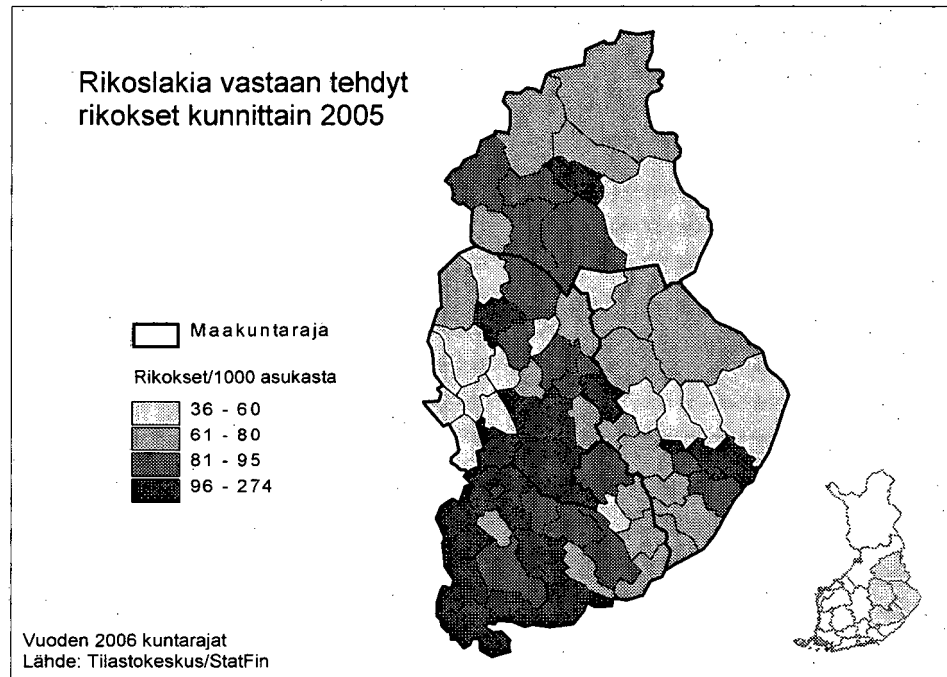 Rikoslakia vastaan tehdyt
rikokset kunnittain 2005
Maakuntaraja
Rikokset/1000 asukasta
36 - 60
61 - 80
81 - 95
96 - 274
Vuoden 2006 kuntarajat
Lähde: Tilastokeskus/StatFin